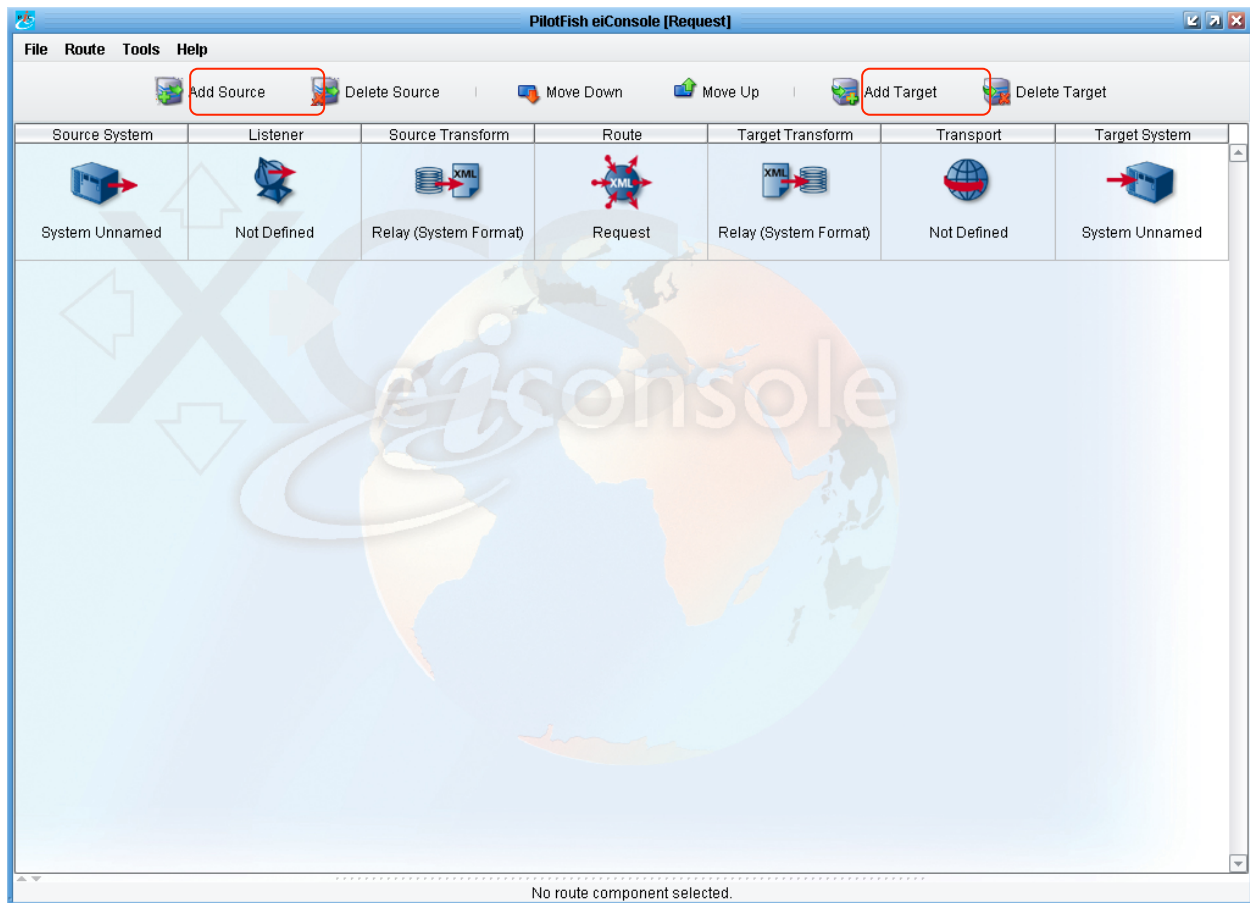 PilotFish eiConsole [Request]
File Route Tools Help
Add Source Delete Source Move Down Move Up Add Target Delete Target
Source System Listener Source Transform Route Target Transform Transport Target System
XML XML XML
System Unnamed Not Defined Relay (System Format) Request Relay (System Format) Not Defined System Unnamed
XCS
eiconsole
No route component selected.